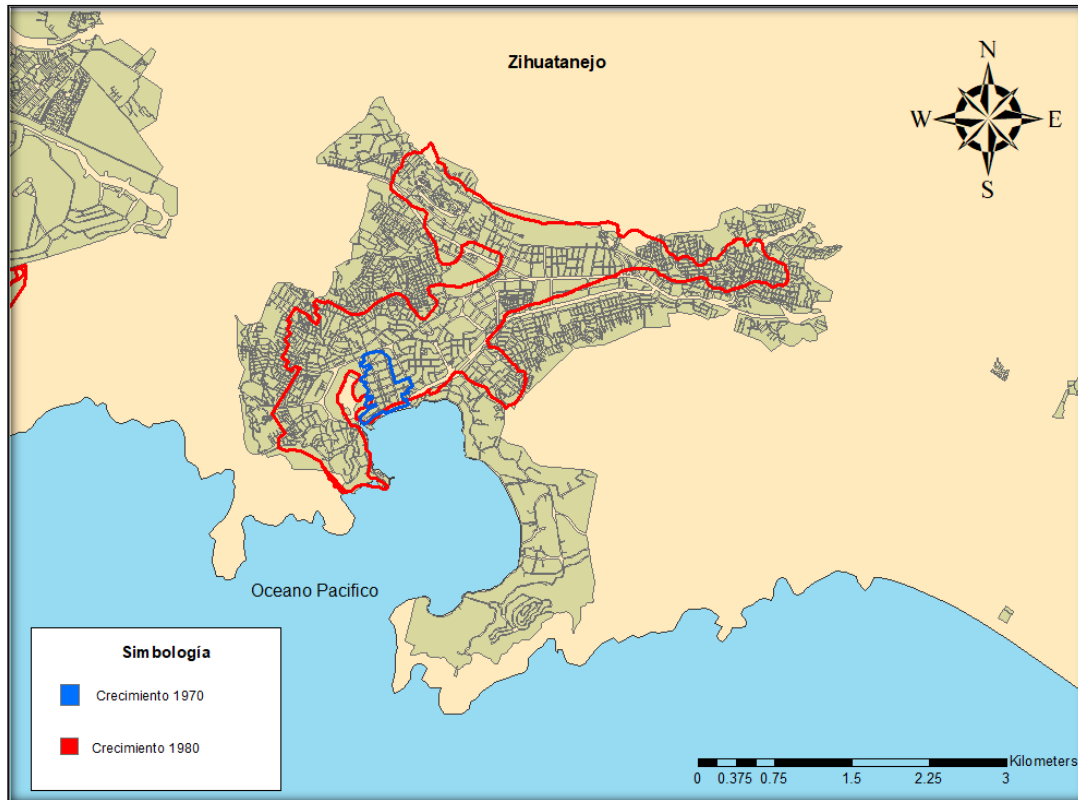 Zihuatanejo
N
W E
S
Oceano Pacifico
Simbología
Crecimiento 1970
Crecimiento 1980
Kilometers
0 0.375 0.75 1.5 2.25 3